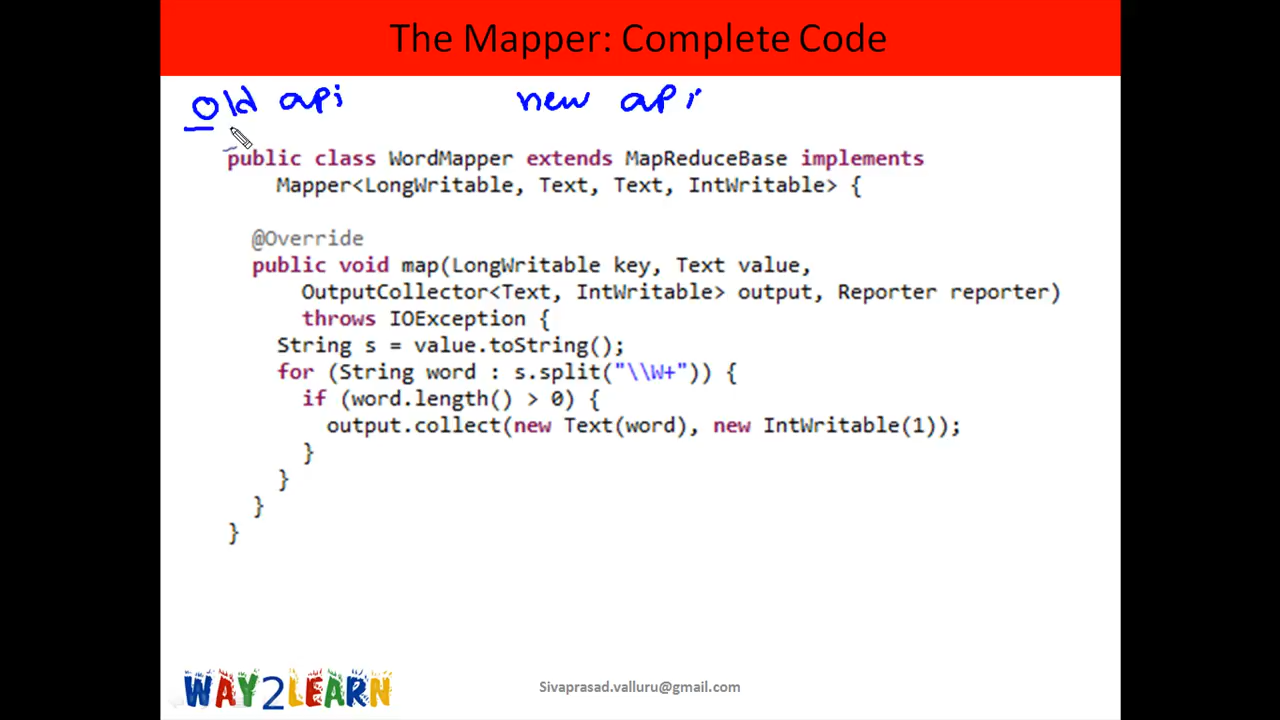 The Mapper: Complete Code
Old api new api
public class WordMapper extends MapReduceBase implements
Mapper<LongWritable, Text, Text, IntWritable> {
@Override
public void map(LongWritable key, Text value,
OutputCollector<Text, IntWritable> output, Reporter reporter)
throws IOException {
String s = value.toString();
for (String word : s.split("\\W+")) {
if (word.length() > 0) {
output.collect(new Text(word), new IntWritable(1));
}
}
}
}
WAY2LEARN
Sivaprasad.valluru@gmail.com